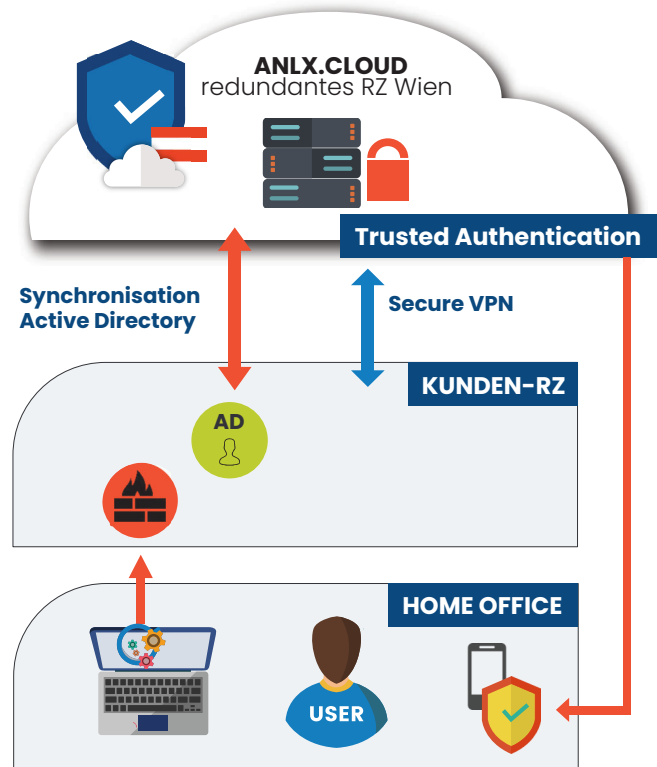 ANLX.CLOUD
redundantes RZ Wien
Trusted Authentication
Synchronisation
Active Directory
Secure VPN
KUNDEN-RZ
AD
HOME OFFICE
USER